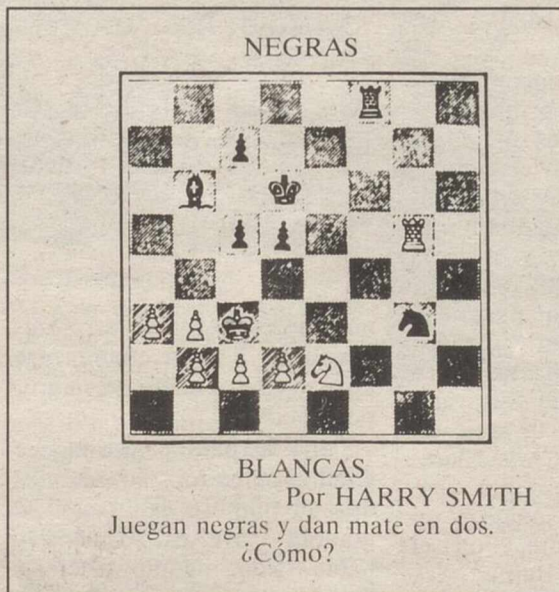 NEGRAS
BLANCAS
Por HARRY SMITH
Juegan negras y dan mate en dos.
¿Cómo?